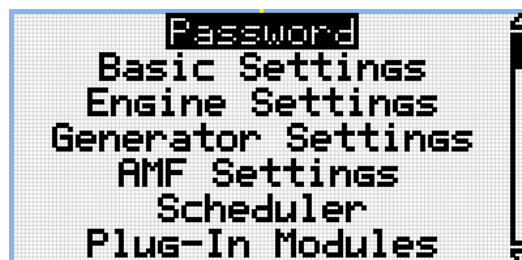 Password
Basic Settings
Engine Settings
Generator Settings
AMF Settings
Scheduler
Plug-In Modules